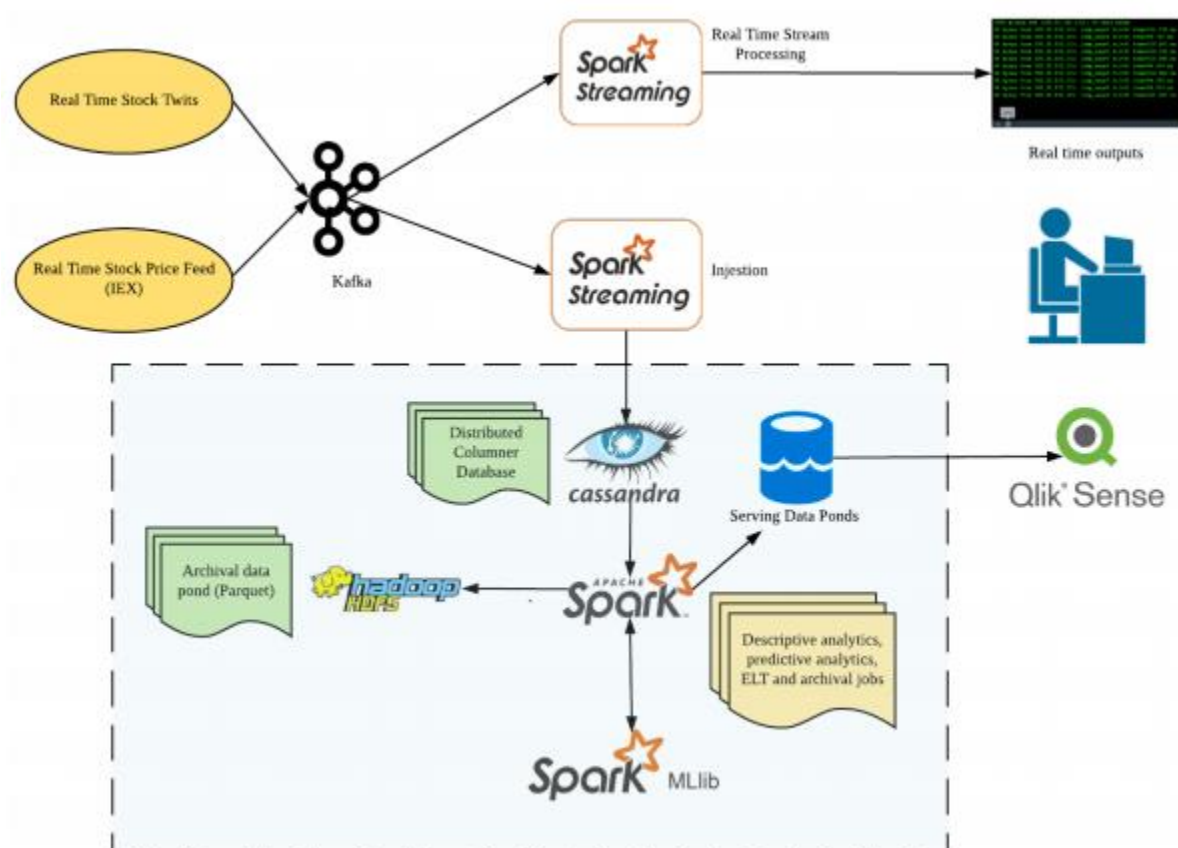 Real Time Stock Twits
Real Time Stock Price Feed
(IEX)
Kafka
Spark
Streaming
Real Time Stream
Processing
Real time outputs
Spark
Streaming
Injestion
Distributed
Columner
Database
cassandra
Serving Data Ponds
Qlik Sense
Archival data
pond (Parquet)
hadoop
HDFS
APACHE
Spark
Descriptive analytics,
predictive analytics,
ELT and archival jobs
Spark MLlib